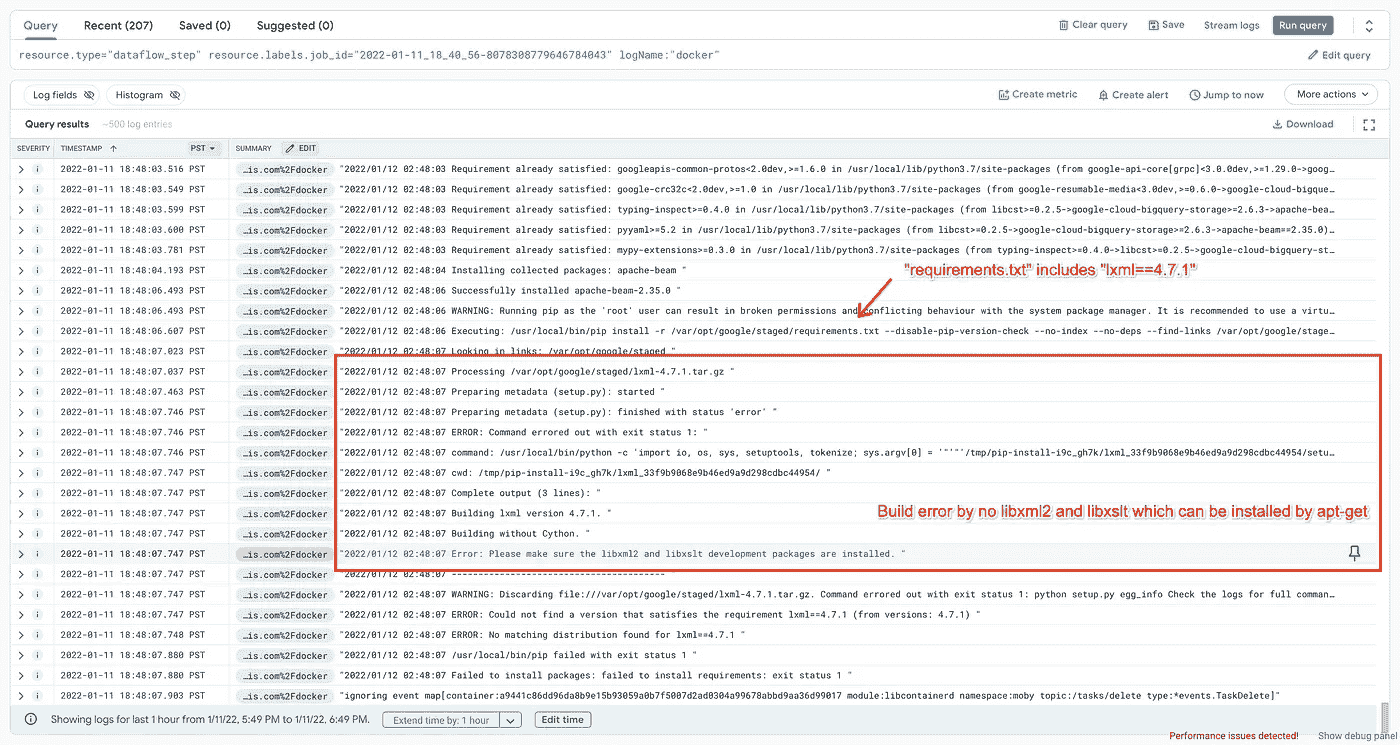 Query Recent (207) Saved (0) Suggested (0) Clear query Save Stream logs Run query
resource.type="dataflow_step" resource.labels.job_id="2022-01-11_18_40_56-8078308779646784043" logName:"docker" Edit query
Log fields Histogram Create metric Create alert Jump to now More actions
Query results ~500 log entries Download
SEVERITY TIMESTAMP PST SUMMARY EDIT
2022-01-11 18:48:03.516 PST …is.com%2Fdocker "2022/01/12 02:48:03 Requirement already satisfied: googleapis-common-protos<2.0dev,>=1.6.0 in /usr/local/lib/python3.7/site-packages (from google-api-core[grpc]<3.0.0dev,>=1.29.0->goog…
2022-01-11 18:48:03.549 PST …is.com%2Fdocker "2022/01/12 02:48:03 Requirement already satisfied: google-crc32c<2.0dev,>=1.0 in /usr/local/lib/python3.7/site-packages (from google-resumable-media<3.0dev,>=0.6.0->google-cloud-bigque…
2022-01-11 18:48:03.599 PST …is.com%2Fdocker "2022/01/12 02:48:03 Requirement already satisfied: typing-inspect>=0.4.0 in /usr/local/lib/python3.7/site-packages (from libcst>=0.2.5->google-cloud-bigquery-storage>=2.6.3->apache-bea…
2022-01-11 18:48:03.600 PST …is.com%2Fdocker "2022/01/12 02:48:03 Requirement already satisfied: pyyaml>=5.2 in /usr/local/lib/python3.7/site-packages (from libcst>=0.2.5->google-cloud-bigquery-storage>=2.6.3->apache-beam==2.35.0)…
2022-01-11 18:48:03.781 PST …is.com%2Fdocker "2022/01/12 02:48:03 Requirement already satisfied: mypy-extensions>=0.3.0 in /usr/local/lib/python3.7/site-packages (from typing-inspect>=0.4.0->libcst>=0.2.5->google-cloud-bigquery-st…
2022-01-11 18:48:04.193 PST …is.com%2Fdocker "2022/01/12 02:48:04 Installing collected packages: apache-beam "
"requirements.txt" includes "lxml==4.7.1"
2022-01-11 18:48:06.493 PST …is.com%2Fdocker "2022/01/12 02:48:06 Successfully installed apache-beam-2.35.0 "
2022-01-11 18:48:06.493 PST …is.com%2Fdocker "2022/01/12 02:48:06 WARNING: Running pip as the 'root' user can result in broken permissions and conflicting behaviour with the system package manager. It is recommended to use a virtu…
2022-01-11 18:48:06.607 PST …is.com%2Fdocker "2022/01/12 02:48:06 Executing: /usr/local/bin/pip install -r /var/opt/google/staged/requirements.txt --disable-pip-version-check --no-index --no-deps --find-links /var/opt/google/stage…
2022-01-11 18:48:07.023 PST …is.com%2Fdocker "2022/01/12 02:48:07 Looking in links: /var/opt/google/staged "
2022-01-11 18:48:07.037 PST …is.com%2Fdocker "2022/01/12 02:48:07 Processing /var/opt/google/staged/lxml-4.7.1.tar.gz "
2022-01-11 18:48:07.463 PST …is.com%2Fdocker "2022/01/12 02:48:07 Preparing metadata (setup.py): started "
2022-01-11 18:48:07.746 PST …is.com%2Fdocker "2022/01/12 02:48:07 Preparing metadata (setup.py): finished with status 'error' "
2022-01-11 18:48:07.746 PST …is.com%2Fdocker "2022/01/12 02:48:07 ERROR: Command errored out with exit status 1: "
2022-01-11 18:48:07.746 PST …is.com%2Fdocker "2022/01/12 02:48:07 command: /usr/local/bin/python -c 'import io, os, sys, setuptools, tokenize; sys.argv[0] = '"'"'/tmp/pip-install-i9c_gh7k/lxml_33f9b9068e9b46ed9a9d298cdbc44954/setu…
2022-01-11 18:48:07.747 PST …is.com%2Fdocker "2022/01/12 02:48:07 cwd: /tmp/pip-install-i9c_gh7k/lxml_33f9b9068e9b46ed9a9d298cdbc44954/ "
2022-01-11 18:48:07.747 PST …is.com%2Fdocker "2022/01/12 02:48:07 Complete output (3 lines): "
2022-01-11 18:48:07.747 PST …is.com%2Fdocker "2022/01/12 02:48:07 Building lxml version 4.7.1. "
Build error by no libxml2 and libxslt which can be installed by apt-get
2022-01-11 18:48:07.747 PST …is.com%2Fdocker "2022/01/12 02:48:07 Building without Cython. "
2022-01-11 18:48:07.747 PST …is.com%2Fdocker "2022/01/12 02:48:07 Error: Please make sure the libxml2 and libxslt development packages are installed. "
2022-01-11 18:48:07.747 PST …is.com%2Fdocker "2022/01/12 02:48:07 ---------------------------------------- "
2022-01-11 18:48:07.747 PST …is.com%2Fdocker "2022/01/12 02:48:07 WARNING: Discarding file:///var/opt/google/staged/lxml-4.7.1.tar.gz. Command errored out with exit status 1: python setup.py egg_info Check the logs for full comman…
2022-01-11 18:48:07.747 PST …is.com%2Fdocker "2022/01/12 02:48:07 ERROR: Could not find a version that satisfies the requirement lxml==4.7.1 (from versions: 4.7.1) "
2022-01-11 18:48:07.748 PST …is.com%2Fdocker "2022/01/12 02:48:07 ERROR: No matching distribution found for lxml==4.7.1 "
2022-01-11 18:48:07.880 PST …is.com%2Fdocker "2022/01/12 02:48:07 /usr/local/bin/pip failed with exit status 1 "
2022-01-11 18:48:07.880 PST …is.com%2Fdocker "2022/01/12 02:48:07 Failed to install packages: failed to install requirements: exit status 1 "
2022-01-11 18:48:07.903 PST …is.com%2Fdocker "ignoring event map[container:a9441c86dd96da8b9e15b93059a0b7f5007d2ad0304a99678abbd9aa36d99017 module:libcontainerd namespace:moby topic:/tasks/delete type:*events.TaskDelete]"
Showing logs for last 1 hour from 1/11/22, 5:49 PM to 1/11/22, 6:49 PM. Extend time by: 1 hour Edit time
Performance issues detected! Show debug panel